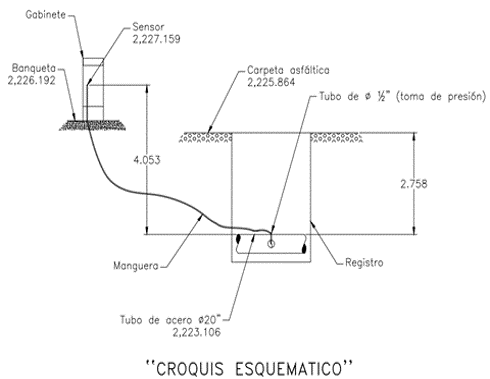 Gabinete
Sensor
2,227.159
Banqueta
2,226.192
Carpeta asfáltica
2,225.864
Tubo de ø ½" (toma de presión)
4.053
2.758
Manguera
Registro
Tubo de acero ø20"
2,223.106
"CROQUIS ESQUEMATICO"